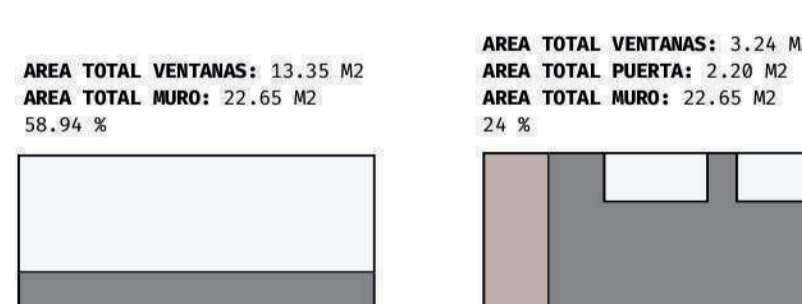 AREA TOTAL VENTANAS: 13.35 M2
AREA TOTAL MURO: 22.65 M2
58.94 %
AREA TOTAL VENTANAS: 3.24 M
AREA TOTAL PUERTA: 2.20 M2
AREA TOTAL MURO: 22.65 M2
24 %